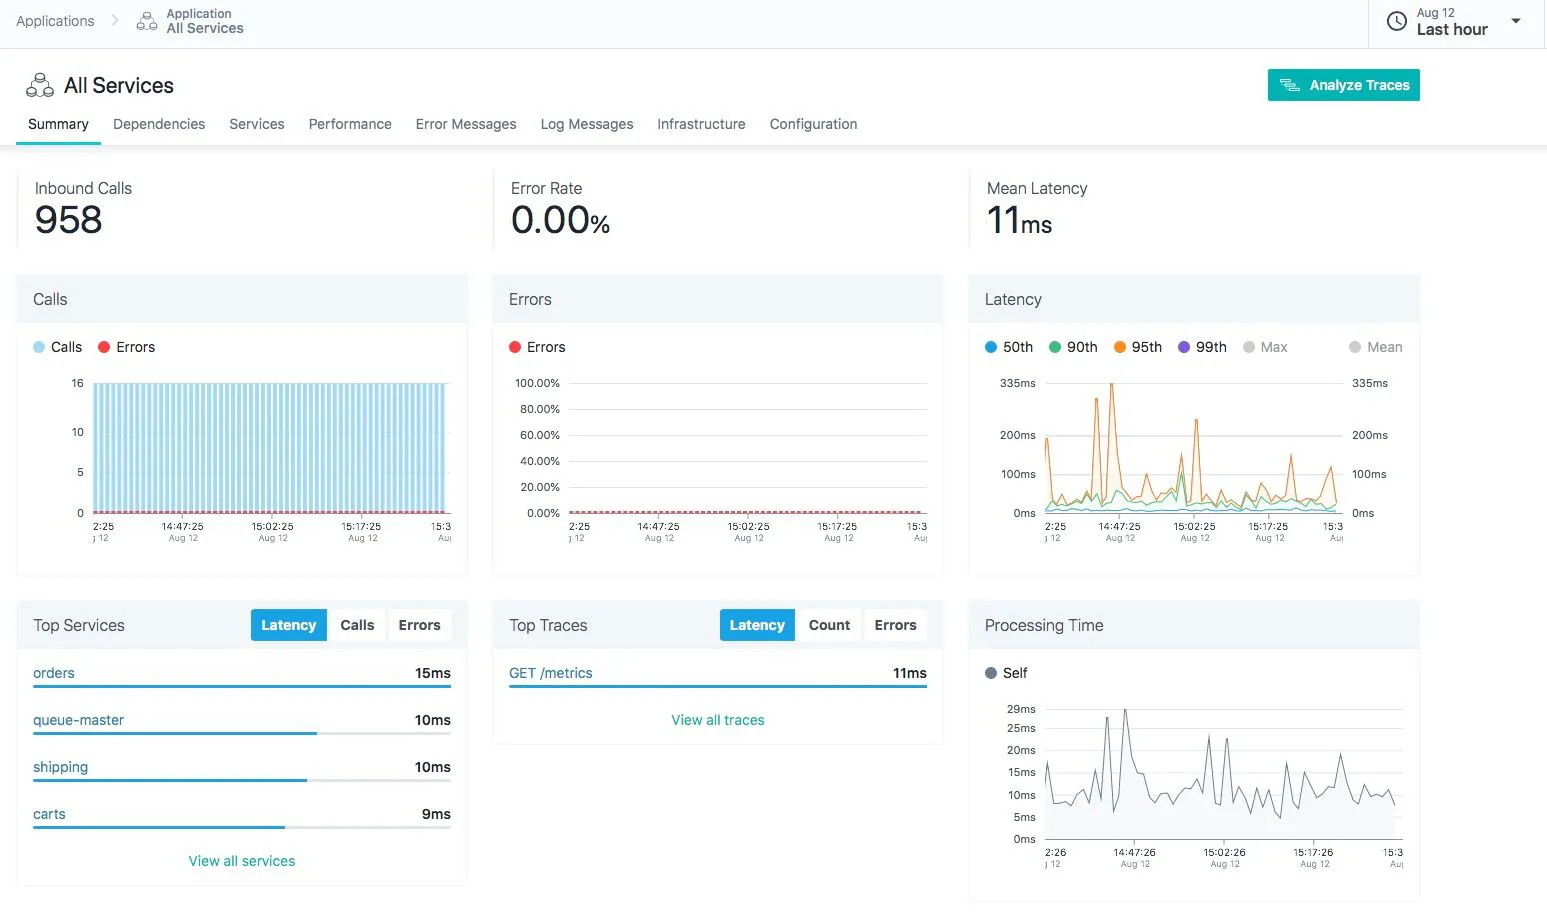 Applications
Application
All Services
Aug 12
Last hour
All Services
Analyze Traces
Summary
Dependencies
Services
Performance
Error Messages
Log Messages
Infrastructure
Configuration
Inbound Calls
958
Error Rate
0.00%
Mean Latency
11ms
Calls
Calls
Errors
16
10
5
0
2:25
14:47:25
15:02:25
15:17:25
15:3
12
Aug 12
Aug 12
Aug 12
Errors
Errors
100.00%
80.00%
60.00%
40.00%
20.00%
0.00%
2:25
14:47:25
15:02:25
15:17:25
15:3
12
Aug 12
Aug 12
Aug 12
Latency
50th
90th
95th
99th
Max
Mean
335ms
200ms
100ms
0ms
335ms
200ms
100ms
0ms
2:25
14:47:25
15:02:25
15:17:25
15:3
12
Aug 12
Aug 12
Aug 12
Top Services
Latency
Calls
Errors
orders 15ms
queue-master 10ms
shipping 10ms
carts 9ms
View all services
Top Traces
Latency
Count
Errors
GET /metrics 11ms
View all traces
Processing Time
Self
29ms
25ms
20ms
15ms
10ms
5ms
0ms
2:26
14:47:26
15:02:26
15:17:26
15:3
12
Aug 12
Aug 12
Aug 12